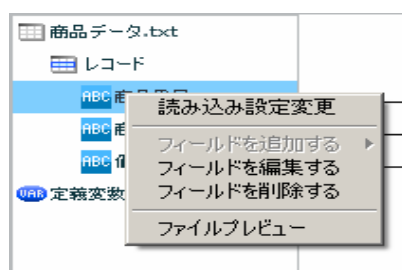 商品データ.txt
レコード
ABC 商
読み込み設定変更
ABC
フィールドを追加する
ABC
フィールドを編集する
VAR 定義変数
フィールドを削除する
ファイルプレビュー